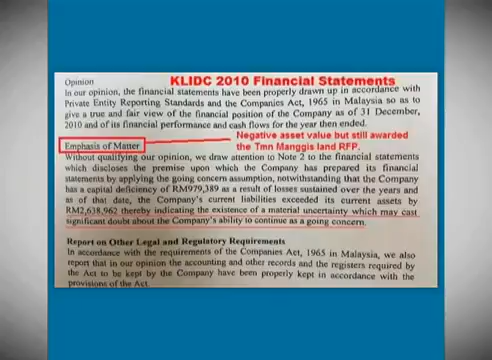 Opinion
KLIDC 2010 Financial Statements
In our opinion, the financial statements have been properly drawn up in accordance with
Private Entity Reporting Standards and the Companies Act, 1965 in Malaysia so as to
give a true and fair view of the financial position of the Company as of 31 December,
2010 and of its financial performance and cash flows for the year then ended.
Negative asset value but still awarded
the Tmn Manggis land RFP.
Emphasis of Matter
Without qualifying our opinion, we draw attention to Note 2 to the financial statements
which discloses the premise upon which the Company has prepared its financial
statements by applying the going concern assumption, notwithstanding that the Company
has a capital deficiency of RM979,389 as a result of losses sustained over the years and
as of that date, the Company's current liabilities exceeded its current assets by
RM2,638,962 thereby indicating the existence of a material uncertainty which may cast
significant doubt about the Company's ability to continue as a going concern.
Report on Other Legal and Regulatory Requirements
In accordance with the requirements of the Companies Act, 1965 in Malaysia, we also
report that in our opinion the accounting and other records and the registers required by
the Act to be kept by the Company have been properly kept in accordance with the
provisions of the Act.